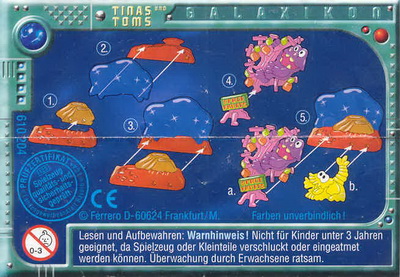 TINAS AND TOMS
GALAXIKON
2.
1.
3.
4.
5.
a.
b.
610704
© Ferrero D-60624 Frankfurt/M.
Farben unverbindlich!
0-3
Lesen und Aufbewahren: Warnhinweis! Nicht für Kinder unter 3 Jahren
geeignet, da Spielzeug oder Kleinteile verschluckt oder eingeatmet
werden können. Überwachung durch Erwachsene ratsam.